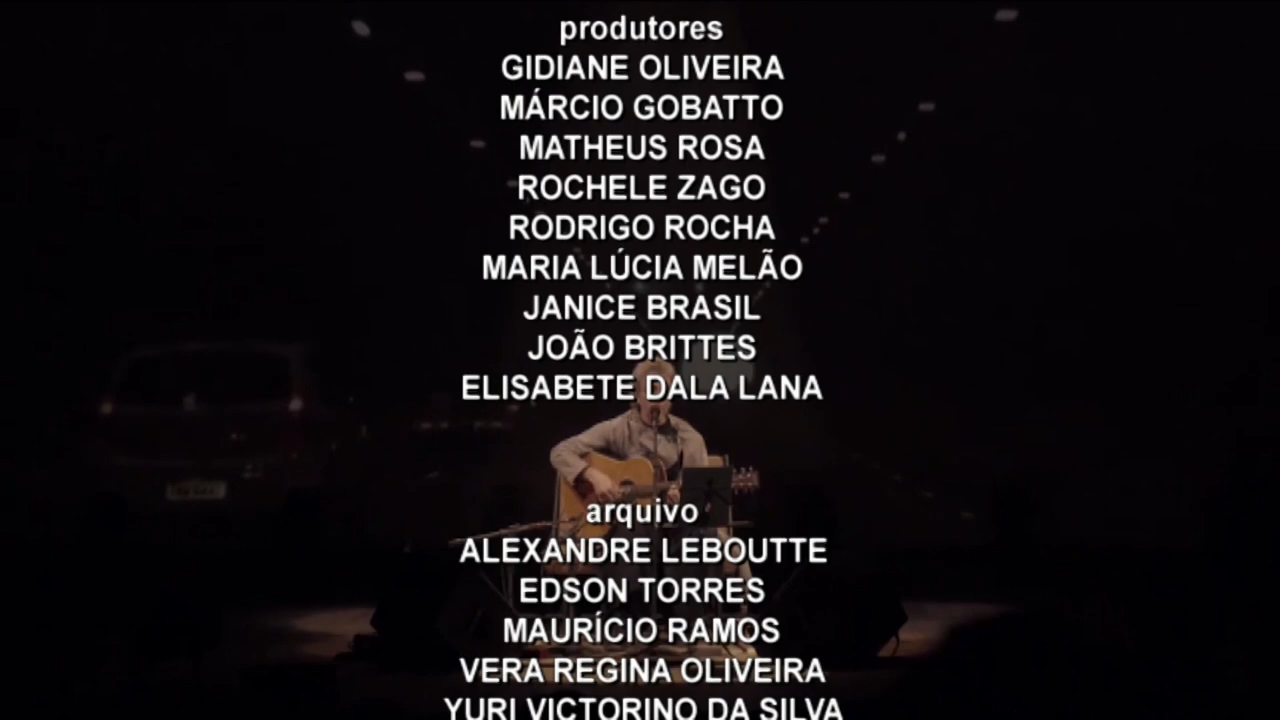 produtores
GIDIANE OLIVEIRA
MÁRCIO GOBATTO
MATHEUS ROSA
ROCHELE ZAGO
RODRIGO ROCHA
MARIA LÚCIA MELÃO
JANICE BRASIL
JOÃO BRITTES
ELISABETE DALA LANA
arquivo
ALEXANDRE LEBOUTTE
EDSON TORRES
MAURÍCIO RAMOS
VERA REGINA OLIVEIRA
YURI VICTORINO DA SILVA